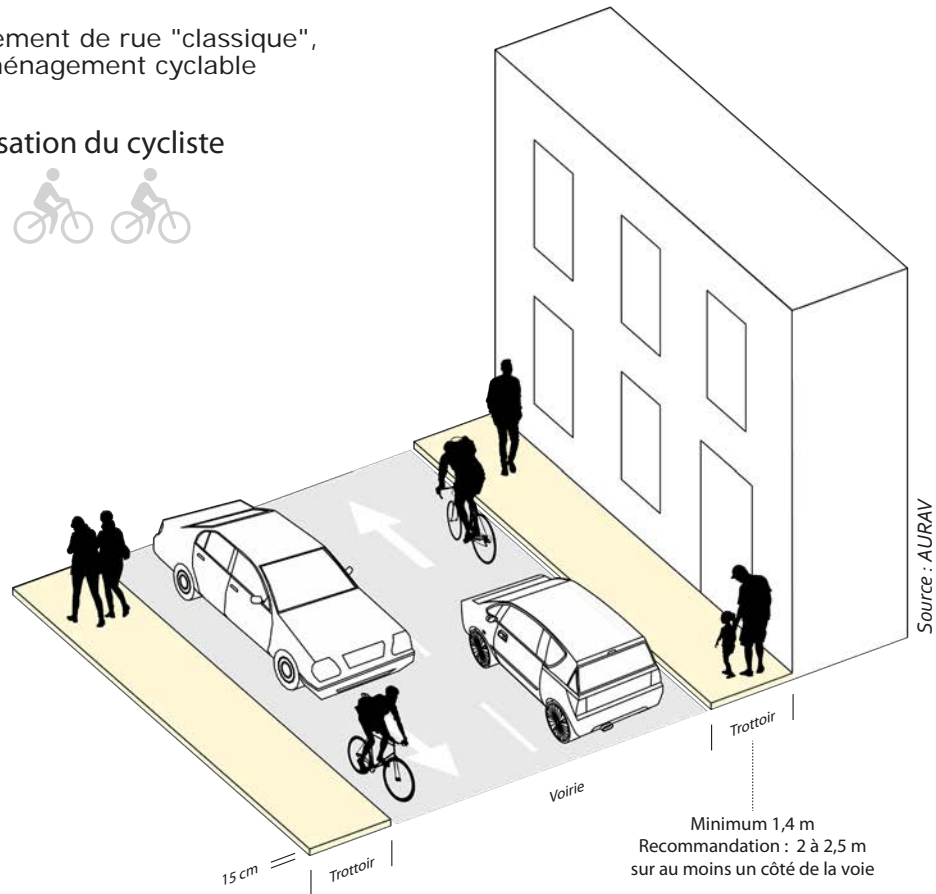 ement de rue "classique",
énagement cyclable
sation du cycliste
Source : AURAV
Trottoir
Voirie
Minimum 1,4 m
Recommandation : 2 à 2,5 m
sur au moins un côté de la voie
15 cm
Trottoir